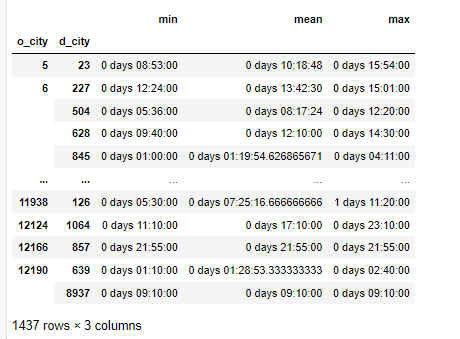 min mean max
o_city d_city
5 23 0 days 08:53:00 0 days 10:18:48 0 days 15:54:00
6 227 0 days 12:24:00 0 days 13:42:30 0 days 15:01:00
504 0 days 05:36:00 0 days 08:17:24 0 days 12:20:00
628 0 days 09:40:00 0 days 12:10:00 0 days 14:30:00
845 0 days 01:00:00 0 days 01:19:54.626865671 0 days 04:11:00
... ... ... ... ...
11938 126 0 days 05:30:00 0 days 07:25:16.666666666 1 days 11:20:00
12124 1064 0 days 11:10:00 0 days 17:10:00 0 days 23:10:00
12166 857 0 days 21:55:00 0 days 21:55:00 0 days 21:55:00
12190 639 0 days 01:10:00 0 days 01:28:53.333333333 0 days 02:40:00
8937 0 days 09:10:00 0 days 09:10:00 0 days 09:10:00
1437 rows × 3 columns